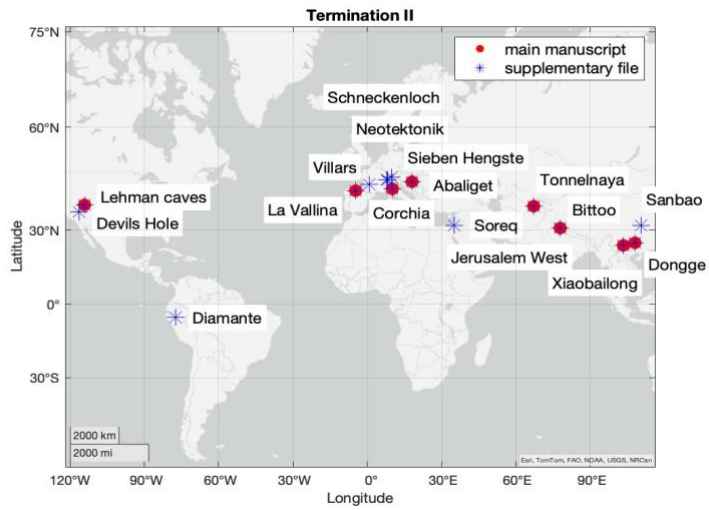 Termination II
75°N
main manuscript
supplementary file
Schneckenloch
60°N
Neotektonik
Villars
Sieben Hengste
Tonnelnaya
Lehman caves
Abaliget
Sanbao
La Vallina
Corchia
Bittoo
Devils Hole
Soreq
30°N
Jerusalem West
Dongge
Xiaobailong
Latitude
0°
Diamante
30°S
2000 km
2000 mi
Esri, TomTom, FAO, NOAA, USGS, NRCan
120°W 90°W 60°W 30°W 0° 30°E 60°E 90°E
Longitude